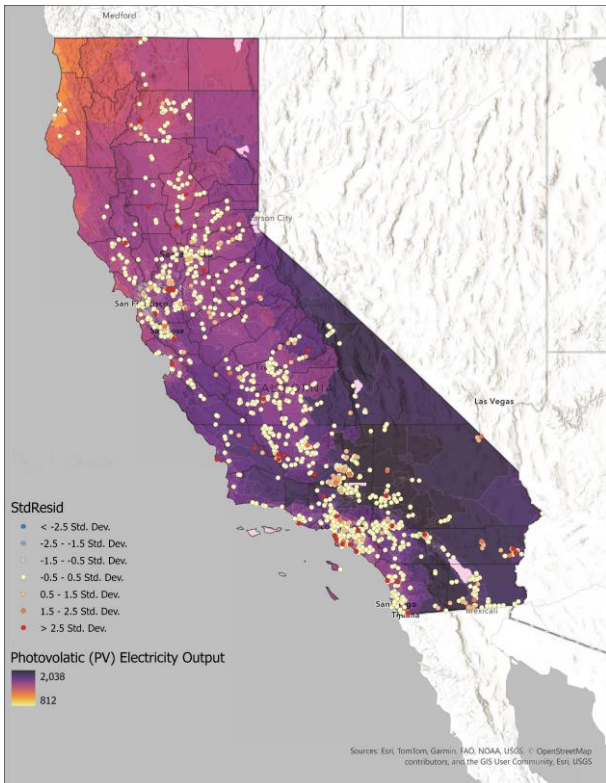 Medford
Carson City
San Francisco
CALIFORNIA
Las Vegas
San Diego
Tijuana
Mexicali
StdResid
< -2.5 Std. Dev.
-2.5 - -1.5 Std. Dev.
-1.5 - -0.5 Std. Dev.
-0.5 - 0.5 Std. Dev.
0.5 - 1.5 Std. Dev.
1.5 - 2.5 Std. Dev.
> 2.5 Std. Dev.
Photovolatic (PV) Electricity Output
2,038
812
Sources: Esri, TomTom, Garmin, FAO, NOAA, USGS, © OpenStreetMap
contributors, and the GIS User Community, Esri, USGS